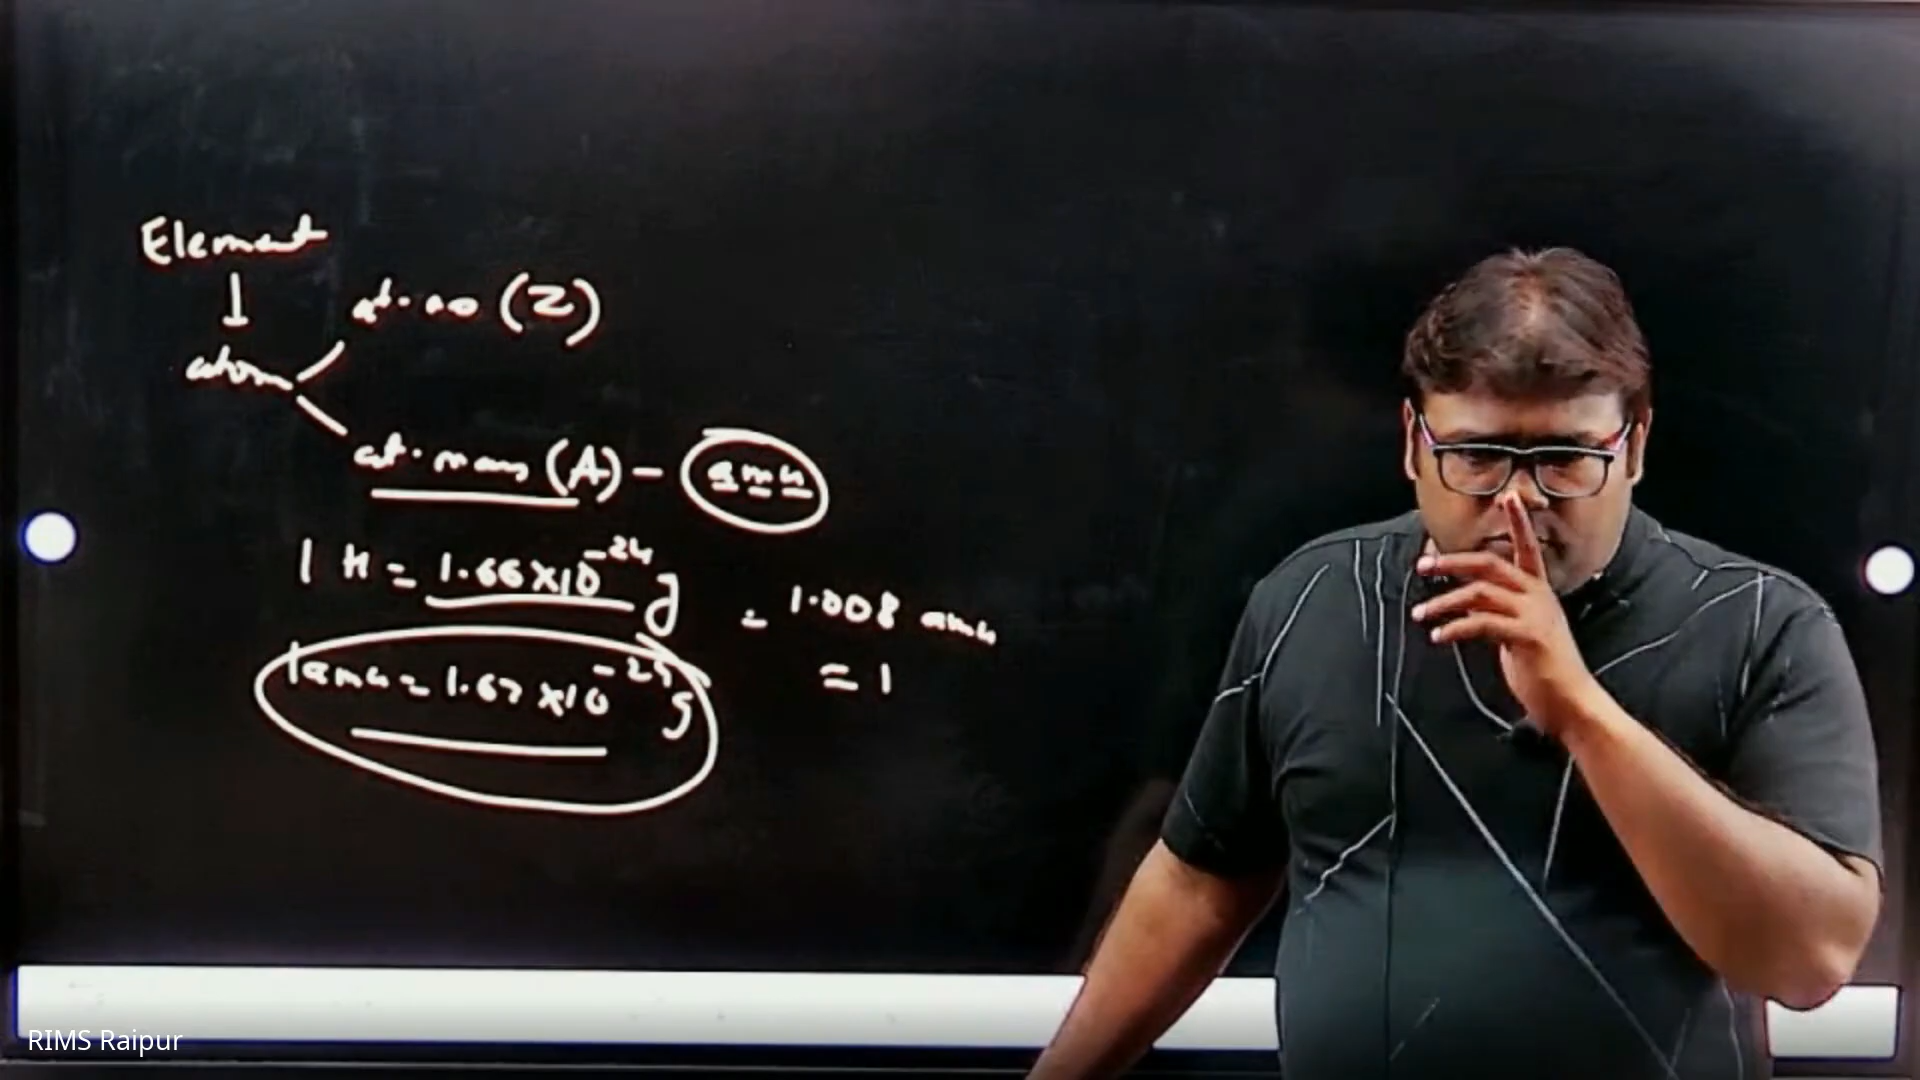 Element
at. no (Z)
atom
at. mass (A) - amu
1 H = 1.66 × 10⁻²⁴ g
= 1.008 amu
1 amu = 1.67 × 10⁻²⁴ g
= 1
RIMS Raipur